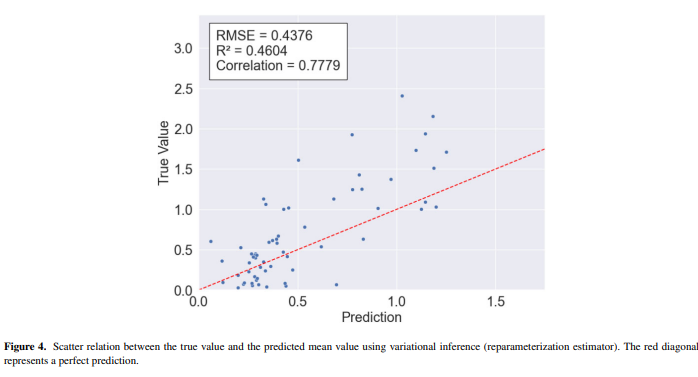 RMSE = 0.4376
R² = 0.4604
Correlation = 0.7779
3.0
2.5
2.0
1.5
1.0
0.5
0.0
True Value
0.0 0.5 1.0 1.5
Prediction
Figure 4. Scatter relation between the true value and the predicted mean value using variational inference (reparameterization estimator). The red diagonal
represents a perfect prediction.